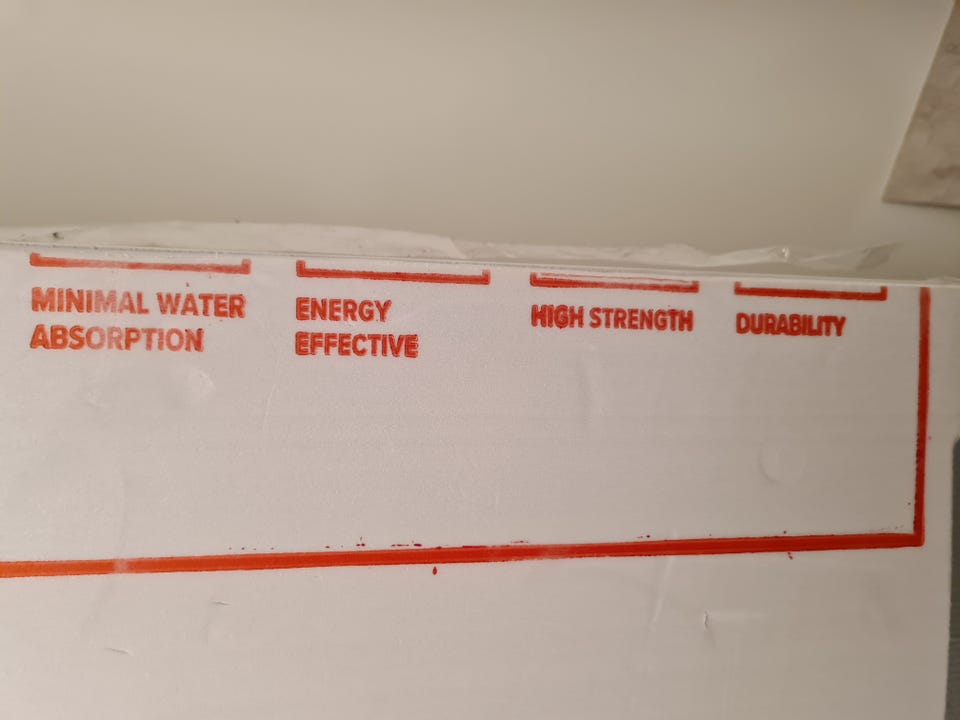 MINIMAL WATER
ABSORPTION
ENERGY
EFFECTIVE
HIGH STRENGTH
DURABILITY